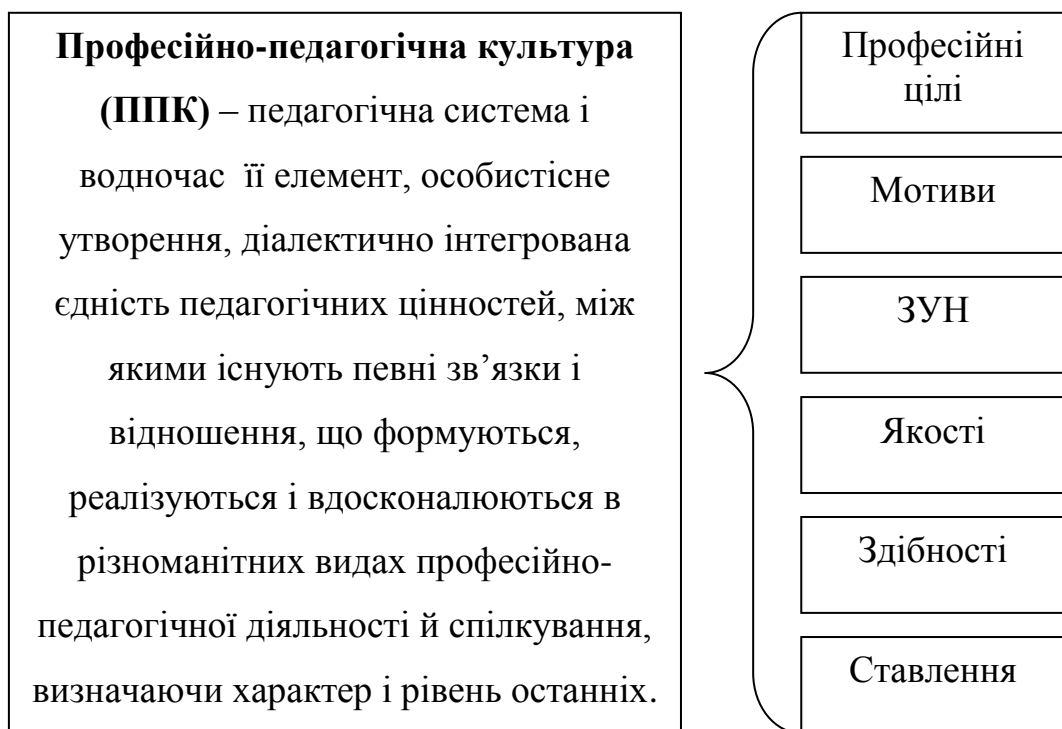 Професійно-педагогічна культура
(ППК) – педагогічна система і
водночас її елемент, особистісне
утворення, діалектично інтегрована
єдність педагогічних цінностей, між
якими існують певні зв’язки і
відношення, що формуються,
реалізуються і вдосконалюються в
різноманітних видах професійно-
педагогічної діяльності й спілкування,
визначаючи характер і рівень останніх.
Професійні
цілі
Мотиви
ЗУН
Якості
Здібності
Ставлення